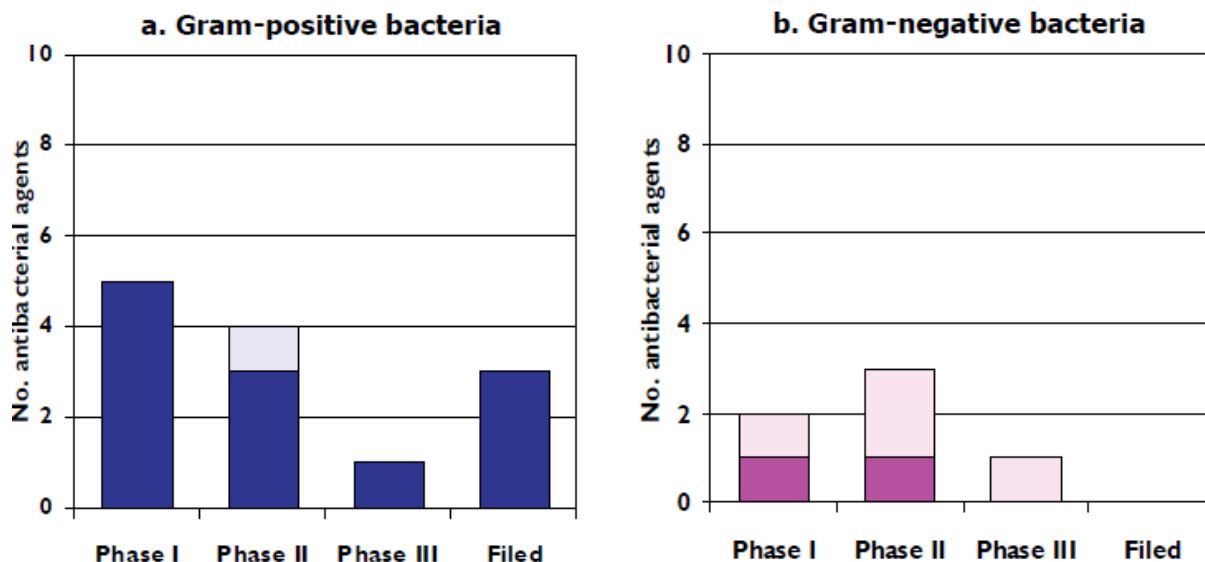 a. Gram-positive bacteria
No. antibacterial agents
10
8
6
4
2
0
Phase I Phase II Phase III Filed
b. Gram-negative bacteria
No. antibacterial agents
10
8
6
4
2
0
Phase I Phase II Phase III Filed